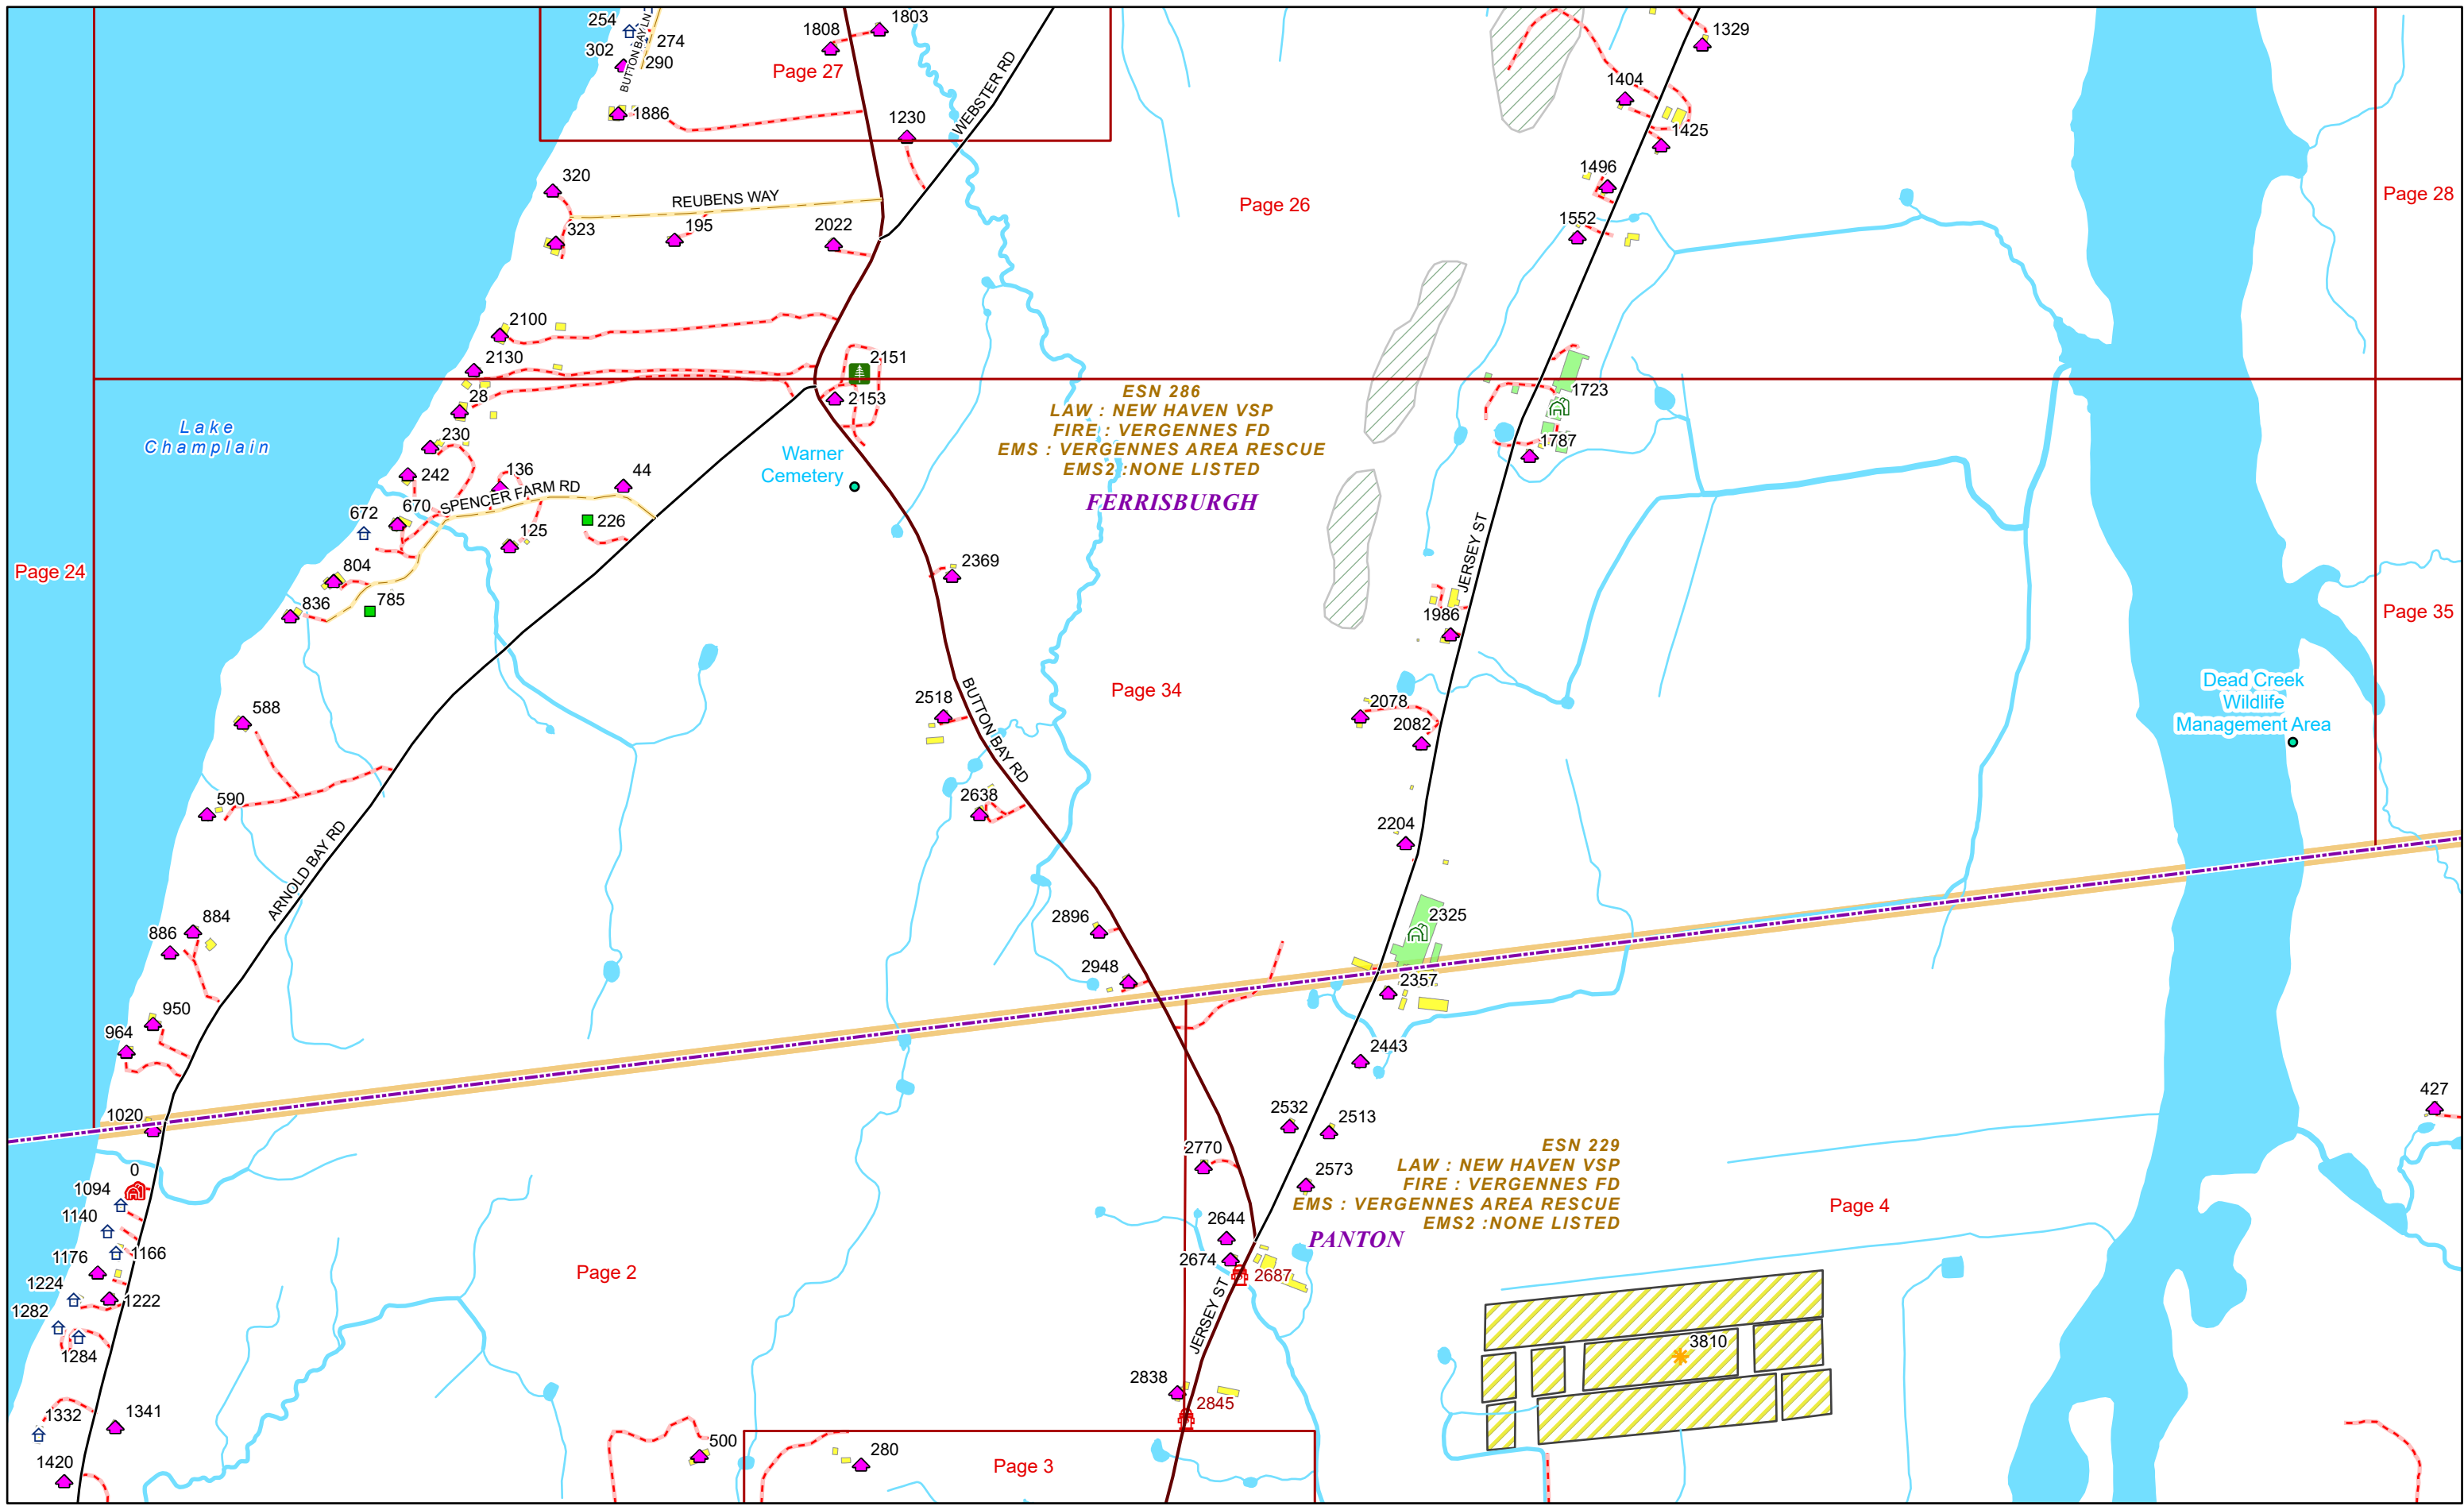 254
302
BUTTON BAY LN
274
290
1886
1808
1803
Page 27
1230
WEBSTER RD
1329
1404
1425
1496
1552
Page 26
Page 28
320
REUBENS WAY
323
195
2022
2100
2130
28
2151
2153
1723
1787
ESN 286
LAW : NEW HAVEN VSP
FIRE : VERGENNES FD
EMS : VERGENNES AREA RESCUE
EMS2 :NONE LISTED
FERRISBURGH
Lake
Champlain
230
242
136
44
SPENCER FARM RD
Warner
Cemetery
672
670
125
226
Page 24
804
785
836
2369
JERSEY ST
1986
Page 35
588
2518
BUTTON BAY RD
Page 34
2078
2082
Dead Creek
Wildlife
Management Area
590
2638
ARNOLD BAY RD
2204
884
886
2896
2325
2948
2357
950
964
2443
1020
2532
2513
427
0
2770
2573
ESN 229
LAW : NEW HAVEN VSP
FIRE : VERGENNES FD
EMS : VERGENNES AREA RESCUE
EMS2 :NONE LISTED
PANTON
Page 4
1094
1140
1176
1166
1224
1222
1282
1284
Page 2
2644
2674
2687
JERSEY ST
3810
2838
2845
1332
1341
1420
500
280
Page 3